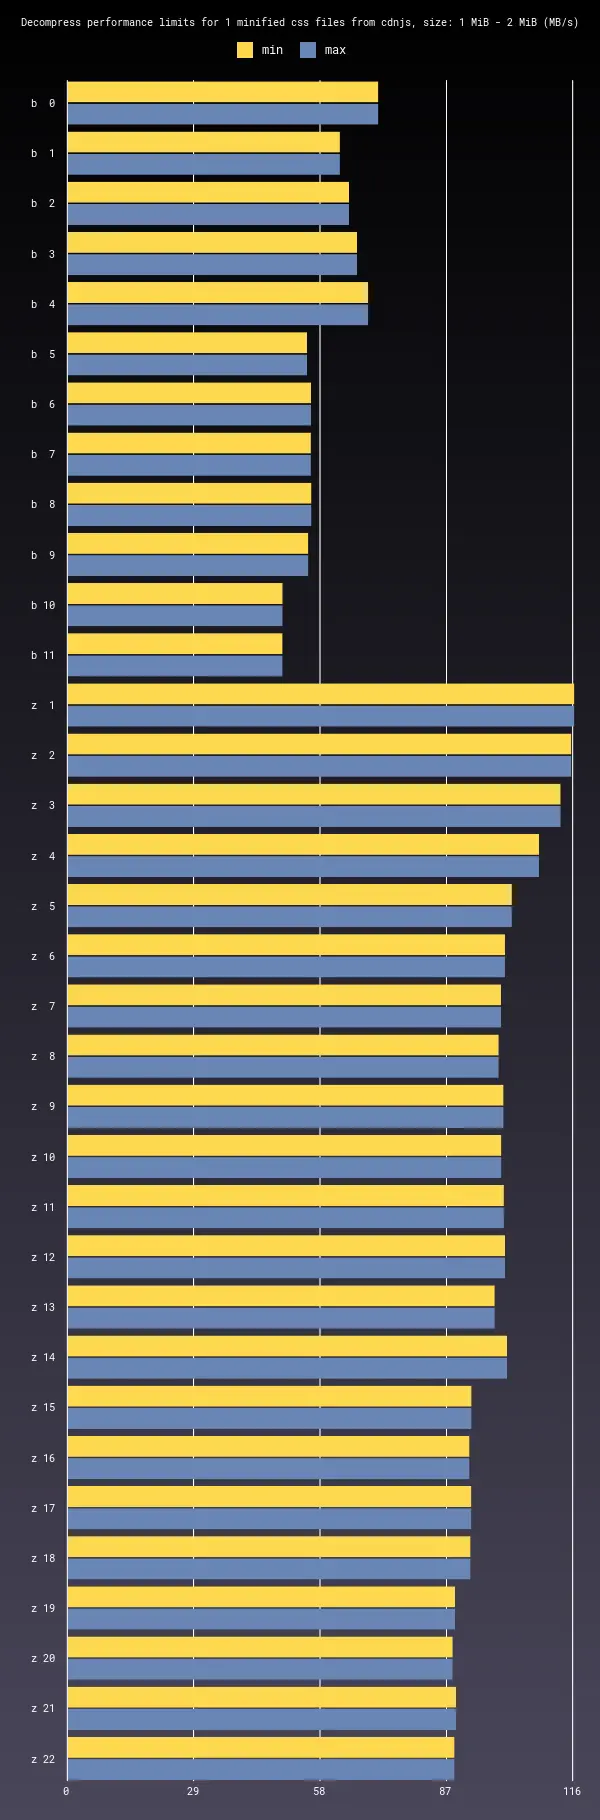 Decompress performance limits for 1 minified css files from cdnjs, size: 1 MiB - 2 MiB (MB/s)
min max
b 0
b 1
b 2
b 3
b 4
b 5
b 6
b 7
b 8
b 9
b 10
b 11
z 1
z 2
z 3
z 4
z 5
z 6
z 7
z 8
z 9
z 10
z 11
z 12
z 13
z 14
z 15
z 16
z 17
z 18
z 19
z 20
z 21
z 22
0 29 58 87 116